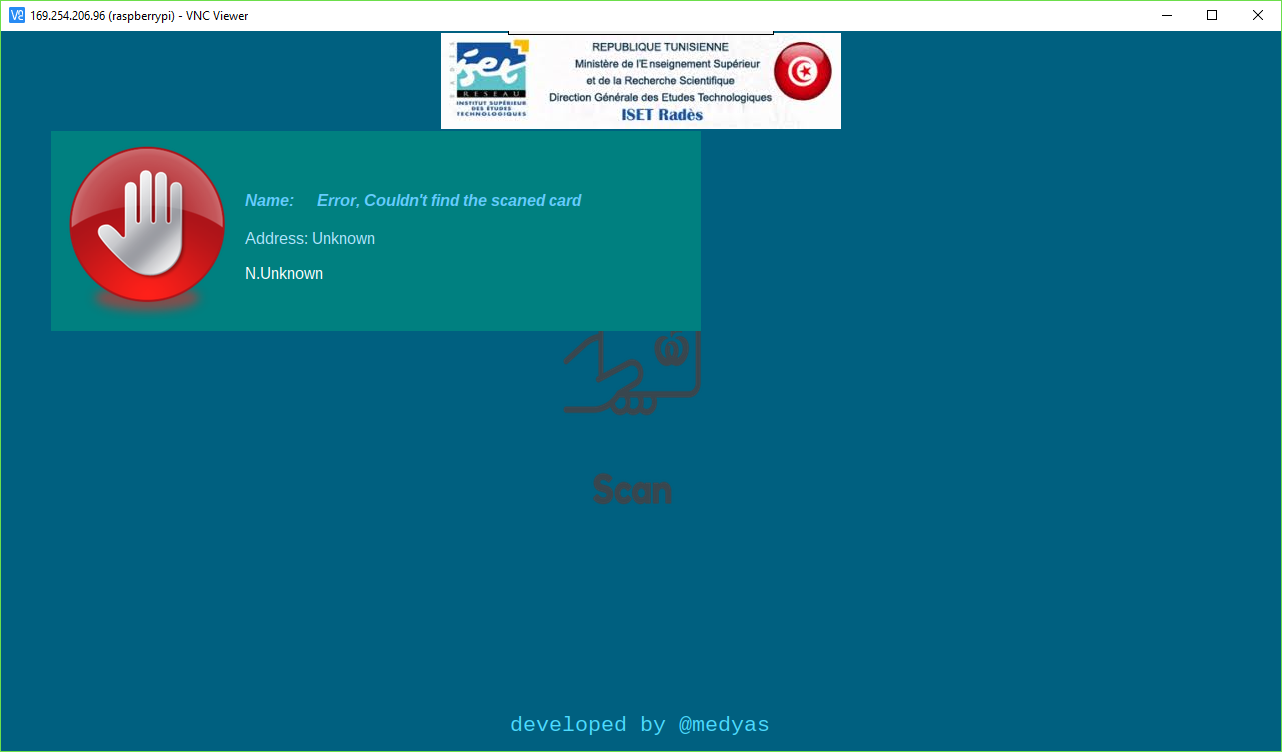 169.254.206.96 (raspberrypi) - VNC Viewer
REPUBLIQUE TUNISIENNE
Ministère de l'Enseignement Supérieur
et de la Recherche Scientifique
Direction Générale des Etudes Technologiques
ISET Radès
iset
RESEAU
INSTITUT SUPÉRIEUR
DES ÉTUDES
TECHNOLOGIQUES
Name: Error, Couldn't find the scaned card
Address: Unknown
N.Unknown
Scan
developed by @medyas